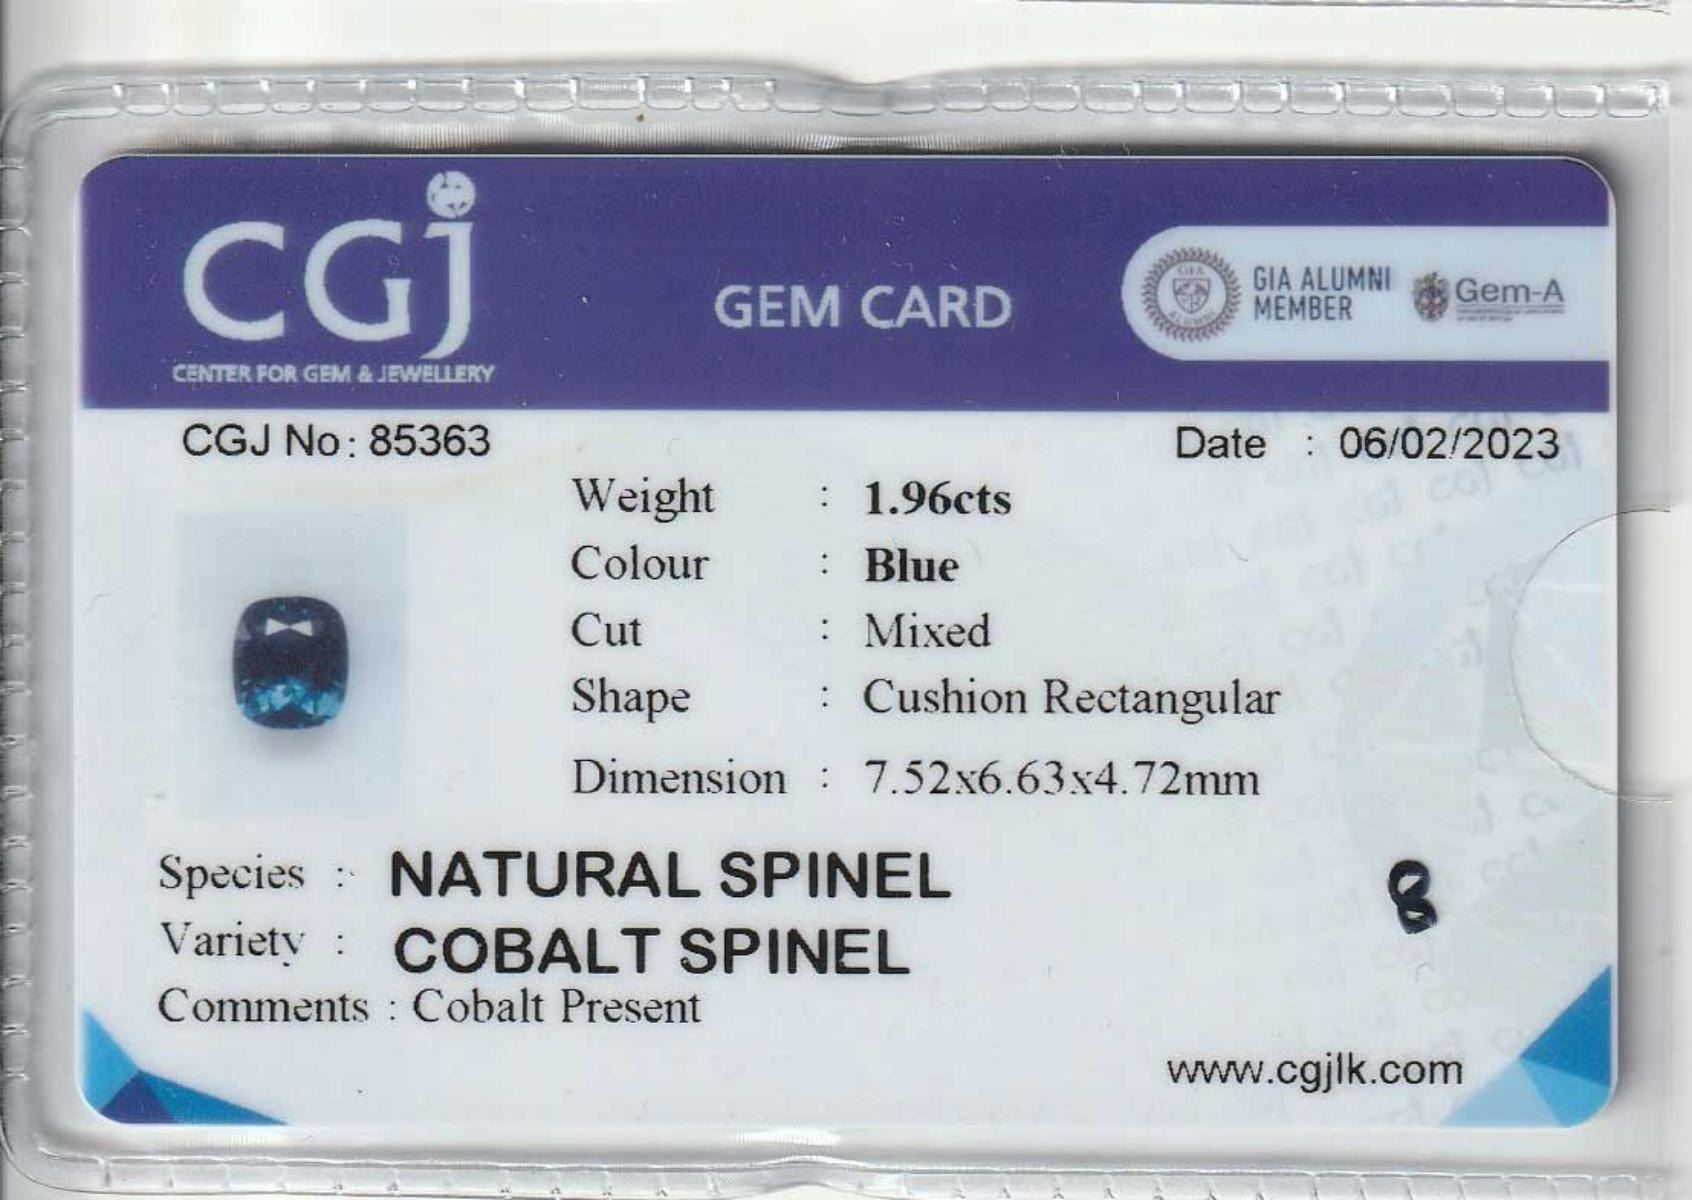 CGJ
CENTER FOR GEM & JEWELLERY
GEM CARD
GIA ALUMNI
MEMBER
Gem-A
CGJ No: 85363
Date : 06/02/2023
Weight : 1.96cts
Colour : Blue
Cut : Mixed
Shape : Cushion Rectangular
Dimension : 7.52x6.63x4.72mm
Species : NATURAL SPINEL
Variety : COBALT SPINEL
Comments : Cobalt Present
www.cgjlk.com